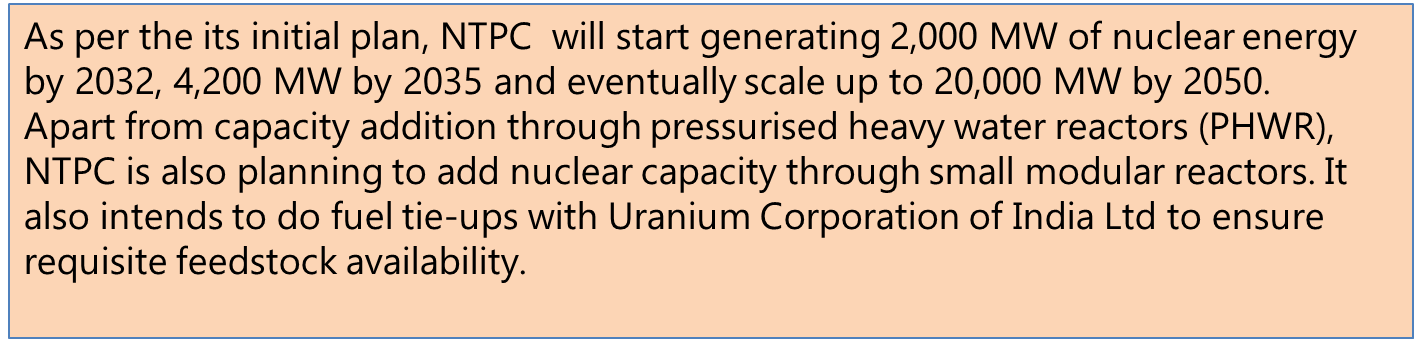 As per the its initial plan, NTPC  will start generating 2,000 MW of nuclear energy
by 2032, 4,200 MW by 2035 and eventually scale up to 20,000 MW by 2050.
Apart from capacity addition through pressurised heavy water reactors (PHWR),
NTPC is also planning to add nuclear capacity through small modular reactors. It
also intends to do fuel tie-ups with Uranium Corporation of India Ltd to ensure
requisite feedstock availability.